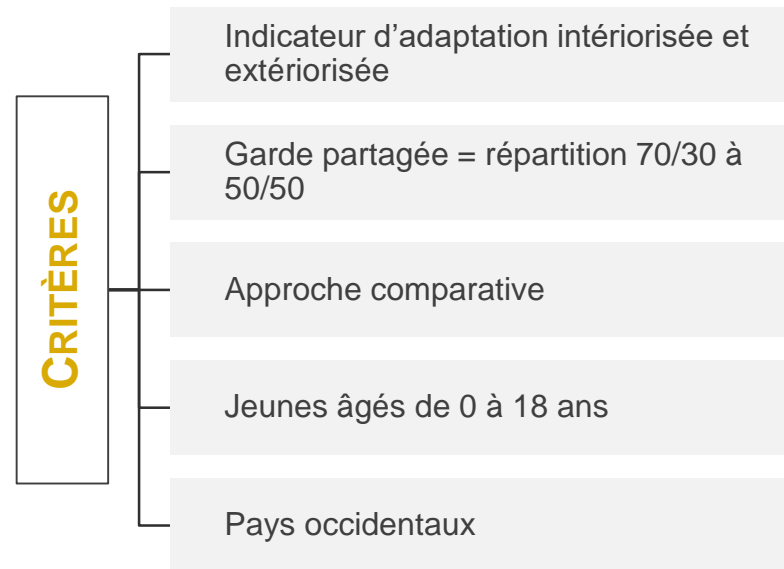 CRITÈRES
Indicateur d’adaptation intériorisée et
extériorisée
Garde partagée = répartition 70/30 à
50/50
Approche comparative
Jeunes âgés de 0 à 18 ans
Pays occidentaux